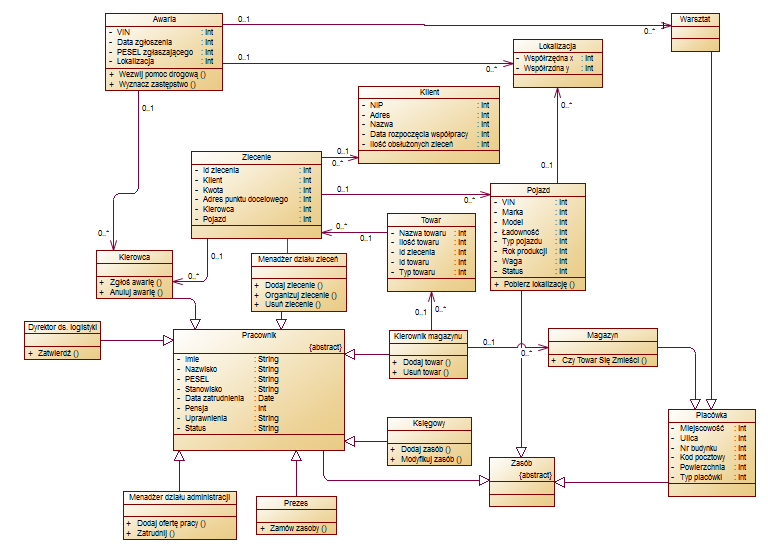 Awaria
- VIN : Int
- Data zgłoszenia : Int
- PESEL zgłaszającego : Int
- Lokalizacja : Int
+ Wezwij pomoc drogową ()
+ Wyznacz zastępstwo ()
0..1
0..*
Warsztat
0..1
0..*
Lokalizacja
- Współrzędna x : Int
- Współrzdna y : Int
0..1
0..*
Klient
- NIP : Int
- Adres : Int
- Nazwa : Int
- Data rozpoczęcia współpracy : Int
- Ilość obsłużonych zleceń : Int
0..1
0..*
Zlecenie
- Id zlecenia : Int
- Klient : Int
- Kwota : Int
- Adres punktu docelowego : Int
- Kierowca : Int
- Pojazd : Int
0..1
0..*
0..1
0..*
Pojazd
- VIN : Int
- Marka : Int
- Model : Int
- Ładowność : Int
- Typ pojazdu : Int
- Rok produkcji : Int
- Waga : Int
- Status : Int
+ Pobierz lokalizację ()
0..*
0..1
Towar
- Nazwa towaru : Int
- Ilość towaru : Int
- Id zlecenia : Int
- Id towaru : Int
- Typ towaru : Int
0..*
0..1
Kierowca
+ Zgłoś awarię ()
+ Anuluj awarię ()
0..1
0..*
Menadżer działu zleceń
+ Dodaj zlecenie ()
+ Organizuj zlecenie ()
+ Usuń zlecenie ()
0..1
0..*
Dyrektor ds. logistyki
+ Zatwierdź ()
Pracownik
{abstract}
- Imie : String
- Nazwisko : String
- PESEL : String
- Stanowisko : String
- Data zatrudnienia : Date
- Pensja : Int
- Uprawnienia : String
- Status : String
Kierownik magazynu
+ Dodaj towar ()
+ Usuń towar ()
0..1
0..*
Magazyn
+ Czy Towar Się Zmieści ()
Placówka
- Miejscowość : Int
- Ulica : Int
- Nr budynku : Int
- Kod pocztowy : Int
- Powierzchnia : Int
- Typ placówki : Int
Księgowy
+ Dodaj zasób ()
+ Modyfikuj zasób ()
Zasób
{abstract}
Menadżer działu administracji
+ Dodaj ofertę pracy ()
+ Zatrudnij ()
Prezes
+ Zamów zasoby ()